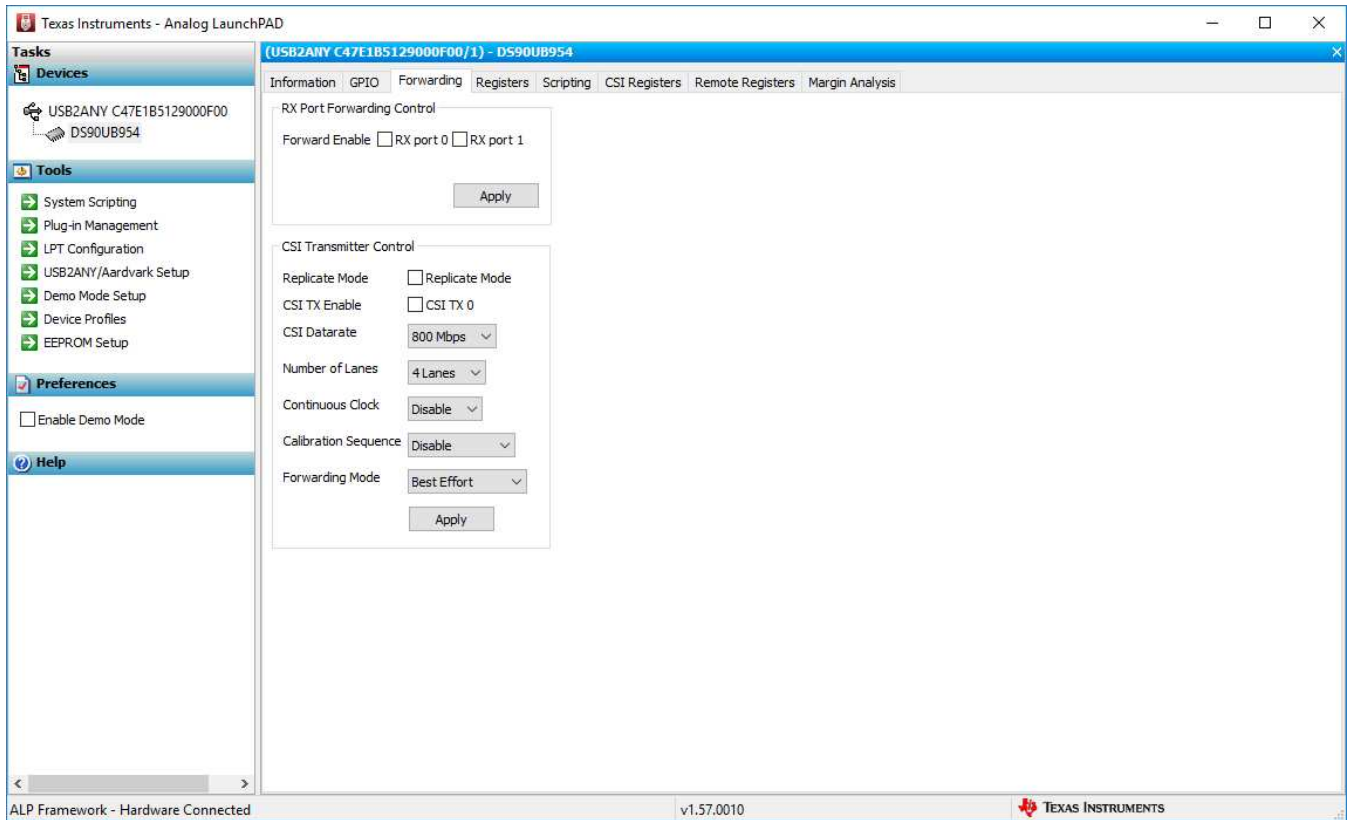 Texas Instruments - Analog LaunchPAD
Tasks
Devices
USB2ANY C47E1B5129000F00
DS90UB954
Tools
System Scripting
Plug-in Management
LPT Configuration
USB2ANY/Aardvark Setup
Demo Mode Setup
Device Profiles
EEPROM Setup
Preferences
Enable Demo Mode
Help
(USB2ANY C47E1B5129000F00/1) - DS90UB954
Information GPIO Forwarding Registers Scripting CSI Registers Remote Registers Margin Analysis
RX Port Forwarding Control
Forward Enable RX port 0 RX port 1
Apply
CSI Transmitter Control
Replicate Mode Replicate Mode
CSI TX Enable CSI TX 0
CSI Datarate 800 Mbps
Number of Lanes 4 Lanes
Continuous Clock Disable
Calibration Sequence Disable
Forwarding Mode Best Effort
Apply
ALP Framework - Hardware Connected v1.57.0010 TEXAS INSTRUMENTS